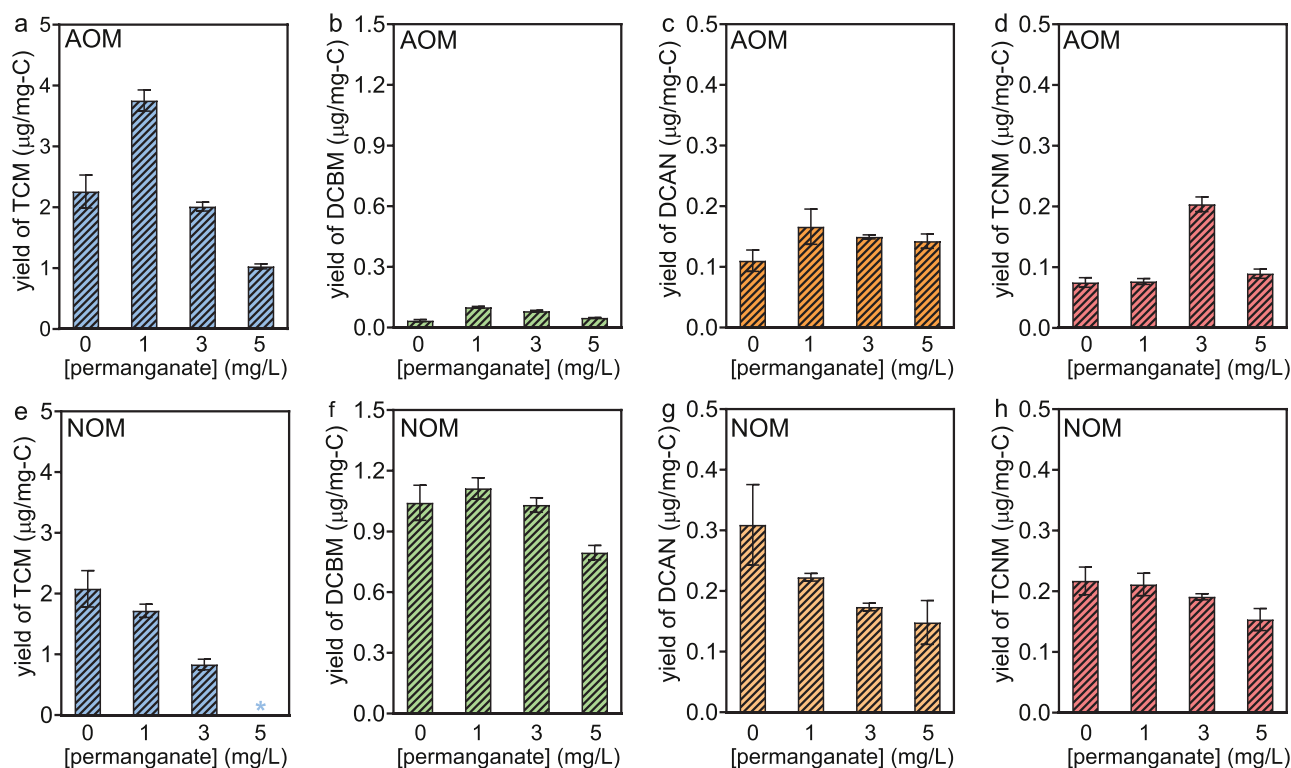 a
AOM
yield of TCM (μg/mg-C)
5
4
3
2
1
0
0 1 3 5
[permanganate] (mg/L)
b
AOM
yield of DCBM (μg/mg-C)
1.5
1.2
0.9
0.6
0.3
0.0
0 1 3 5
[permanganate] (mg/L)
c
AOM
yield of DCAN (μg/mg-C)
0.5
0.4
0.3
0.2
0.1
0.0
0 1 3 5
[permanganate] (mg/L)
d
AOM
yield of TCNM (μg/mg-C)
0.5
0.4
0.3
0.2
0.1
0.0
0 1 3 5
[permanganate] (mg/L)
e
NOM
yield of TCM (μg/mg-C)
5
4
3
2
1
0
*
0 1 3 5
[permanganate] (mg/L)
f
NOM
yield of DCBM (μg/mg-C)
1.5
1.2
0.9
0.6
0.3
0.0
0 1 3 5
[permanganate] (mg/L)
g
NOM
yield of DCAN (μg/mg-C)
0.5
0.4
0.3
0.2
0.1
0.0
0 1 3 5
[permanganate] (mg/L)
h
NOM
yield of TCNM (μg/mg-C)
0.5
0.4
0.3
0.2
0.1
0.0
0 1 3 5
[permanganate] (mg/L)